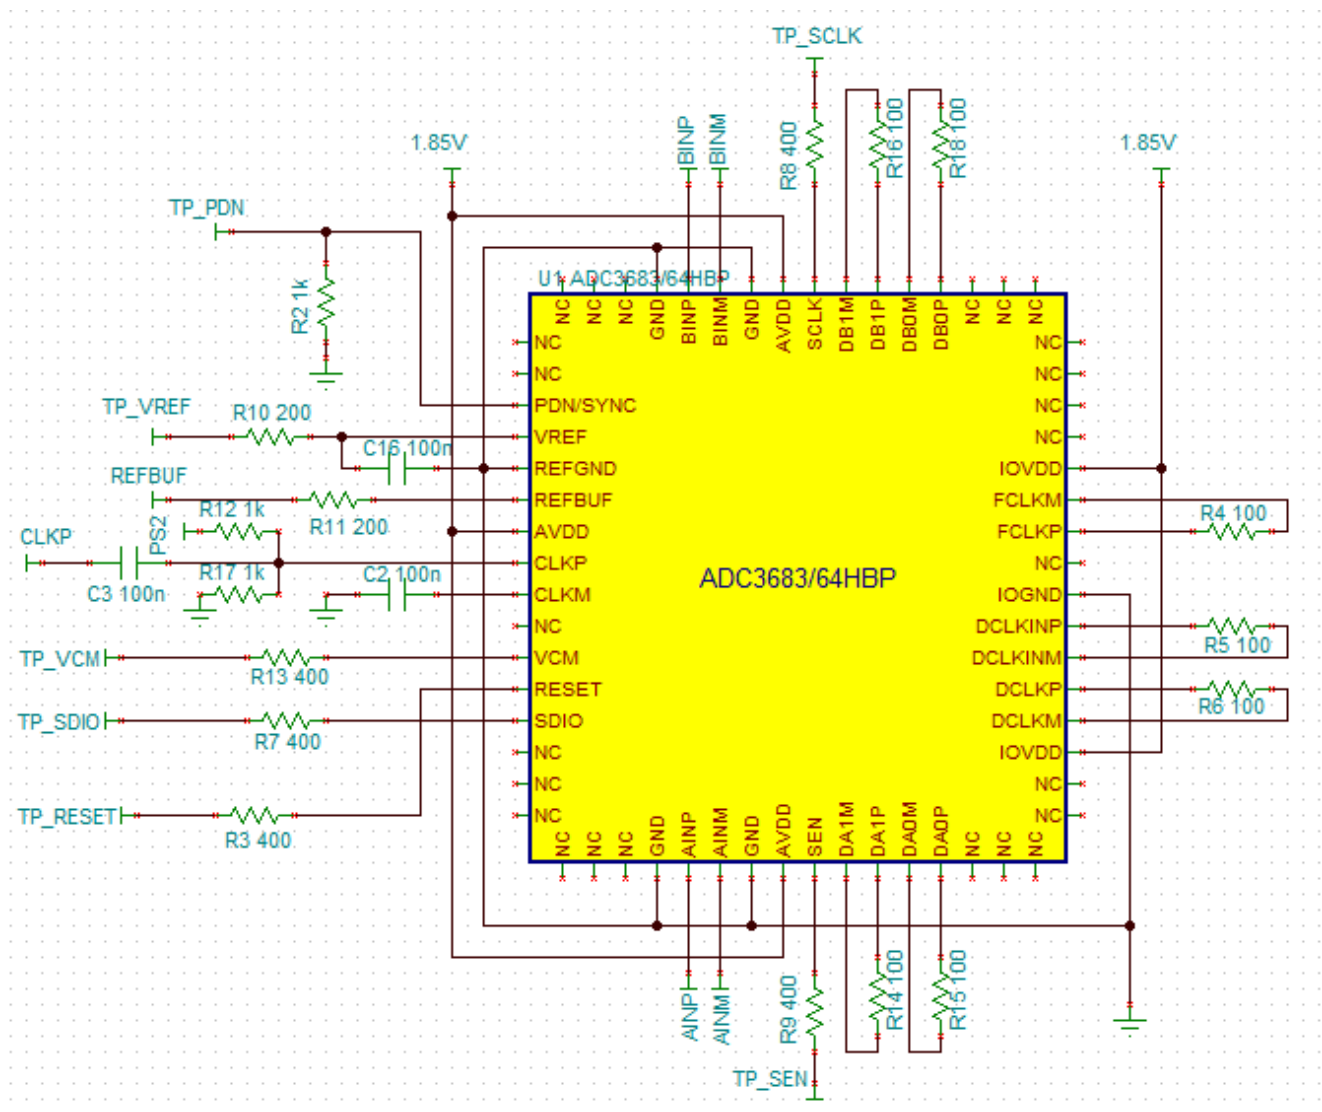 TP_SCLK
1.85V
BINP
BINM
R8 400
R16 100
R18 100
1.85V
TP_PDN
R2 1k
U1 ADC3683/64HBP
NC
NC
NC
GND
BINP
BINM
GND
AVDD
SCLK
DB1M
DB1P
DB0M
DB0P
NC
NC
NC
NC
NC
PDN/SYNC
VREF
REFGND
REFBUF
AVDD
CLKP
CLKM
NC
VCM
RESET
SDIO
NC
NC
NC
NC
NC
NC
NC
IOVDD
FCLKM
FCLKP
NC
IOGND
DCLKINP
DCLKINM
DCLKP
DCLKM
IOVDD
NC
NC
ADC3683/64HBP
TP_VREF
R10 200
C16 100n
REFBUF
R11 200
R12 1k
PS2
CLKP
C3 100n
R17 1k
C2 100n
TP_VCM
R13 400
TP_SDIO
R7 400
TP_RESET
R3 400
R4 100
R5 100
R6 100
NC
NC
NC
GND
AINP
AINM
GND
AVDD
SEN
DA1M
DA1P
DA0M
DA0P
NC
NC
NC
AINP
AINM
R9 400
R14 100
R15 100
TP_SEN